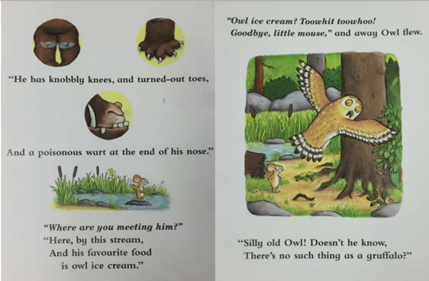 "He has knobbly knees, and turned-out toes,
And a poisonous wart at the end of his nose."
"Where are you meeting him?"
"Here, by this stream,
And his favourite food
is owl ice cream."
"Owl ice cream? Toowhit toowhoo!
Goodbye, little mouse," and away Owl flew.
"Silly old Owl! Doesn't he know,
There's no such thing as a gruffalo?"